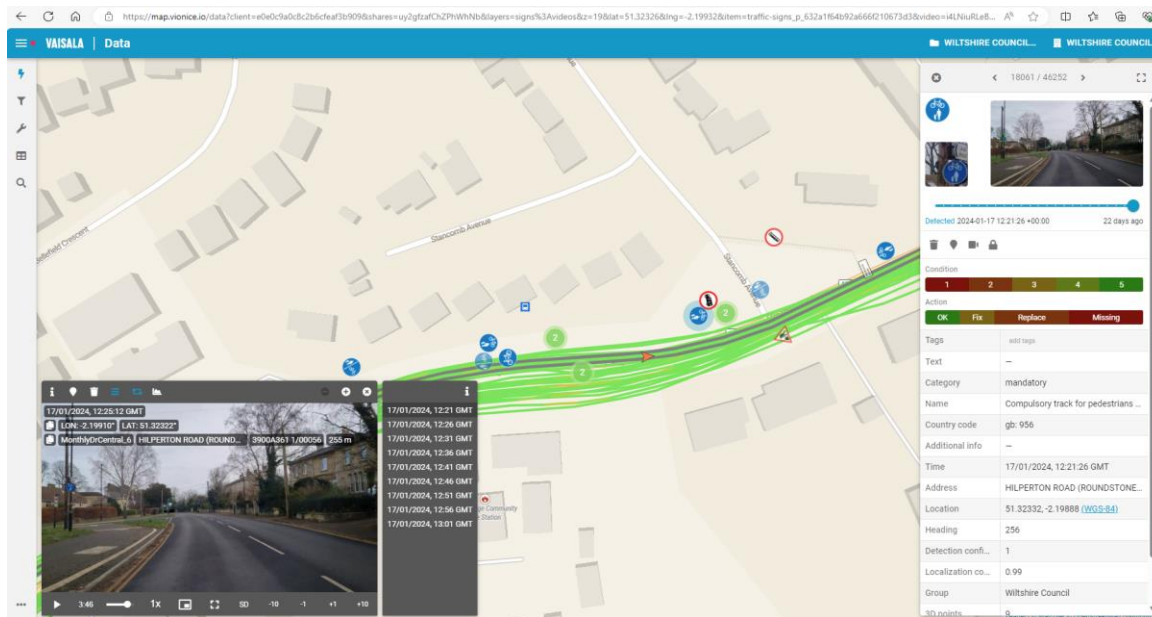 https://map.vionice.io/data?client=e0e0c9a0c8c2b6cfeaf3b909&shares=uy2gfzafChZPhWhNb&layers=signs%3Avideos&z=19&lat=51.32326&lng=-2.19932&item=traffic-signs_p_632a1f64b92a666f210673d3&video=i4LNiuRLe8...
VAISALA | Data
WILTSHIRE COUNCIL...
WILTSHIRE COUNCIL
18061 / 46252
Detected 2024-01-17 12:21:26 +00:00
22 days ago
Condition
1 2 3 4 5
Action
OK Fix Replace Missing
Tags add tags
Text –
Category mandatory
Name Compulsory track for pedestrians ...
Country code gb: 956
Additional info –
Time 17/01/2024, 12:21:26 GMT
Address HILPERTON ROAD (ROUNDSTONE...
Location 51.32332, -2.19888 (WGS-84)
Heading 256
Detection confi... 1
Localization co... 0.99
Group Wiltshire Council
3D points 9
Stancomb Avenue
Stancomb Avenue
2
2
2
17/01/2024, 12:25:12 GMT
LON: -2.19910° LAT: 51.32322°
MonthlyDrCentral_6 HILPERTON ROAD (ROUND... 3900A361 1/00056 255 m
3:46 1x SD -10 -1 +1 +10
17/01/2024, 12:21 GMT
17/01/2024, 12:26 GMT
17/01/2024, 12:31 GMT
17/01/2024, 12:36 GMT
17/01/2024, 12:41 GMT
17/01/2024, 12:46 GMT
17/01/2024, 12:51 GMT
17/01/2024, 12:56 GMT
17/01/2024, 13:01 GMT
Community
Station